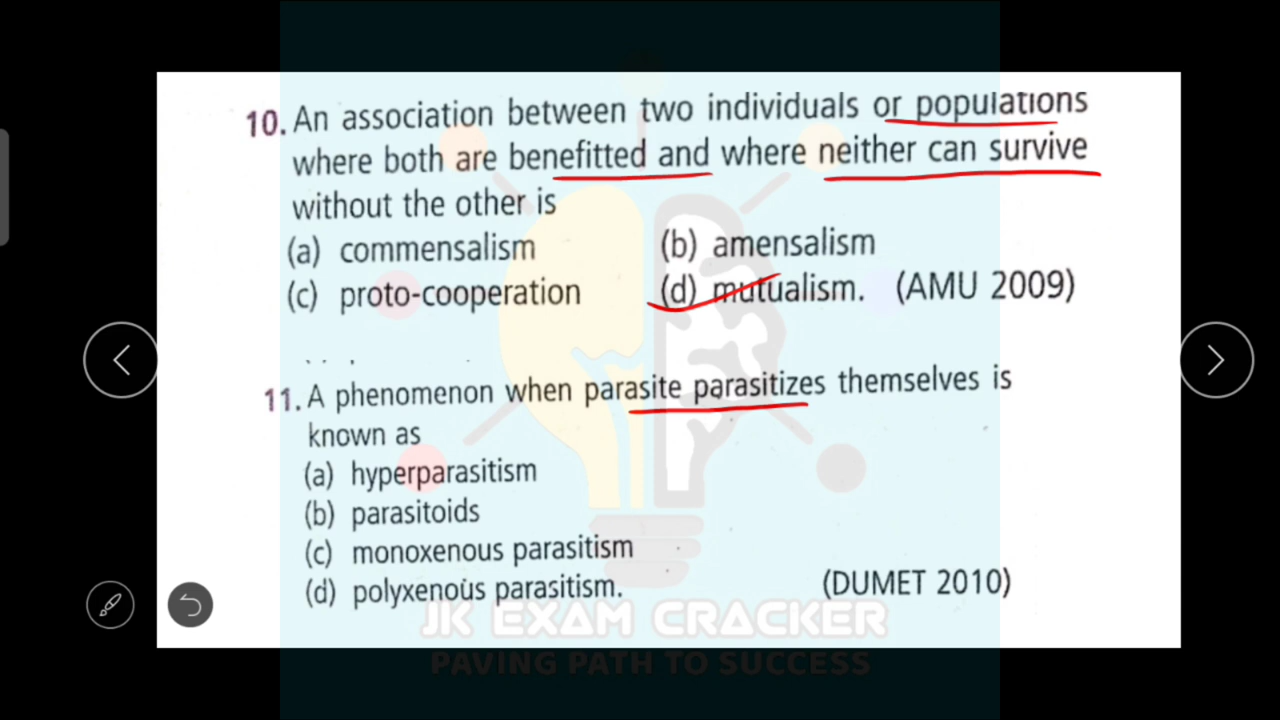 10. An association between two individuals or populations
where both are benefitted and where neither can survive
without the other is
(a) commensalism (b) amensalism
(c) proto-cooperation (d) mutualism. (AMU 2009)
11. A phenomenon when parasite parasitizes themselves is
known as
(a) hyperparasitism
(b) parasitoids
(c) monoxenous parasitism
(d) polyxenous parasitism. (DUMET 2010)
JK EXAM CRACKER
PAVING PATH TO SUCCESS